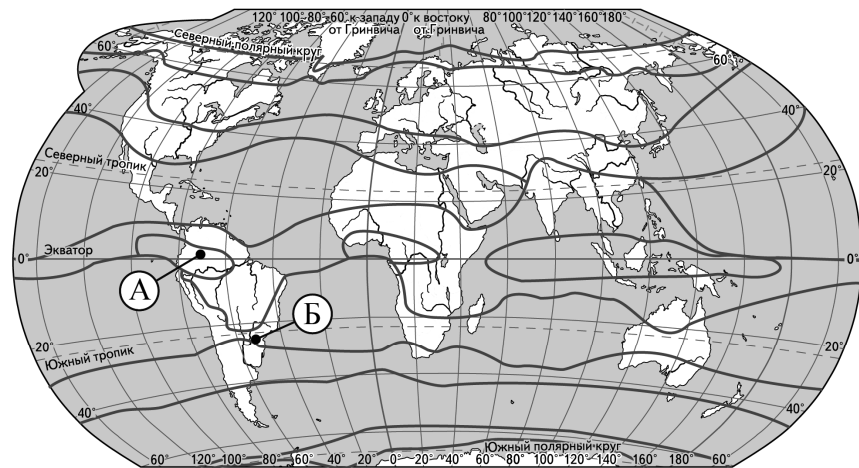 120° 100° 80° 60° к западу 0° к востоку 80° 100° 120° 140° 160° 180°
от Гринвича от Гринвича
Северный полярный круг
60° 60°
40° 40°
Северный тропик
20° 20°
Экватор
0° 0° 0°
А
Б
20° 20°
Южный тропик
40° 40°
Южный полярный круг
60° 120° 100° 80° 60° 40° 20° 0° 20° 40° 60° 80° 100° 120° 140° 160° 180° 60°